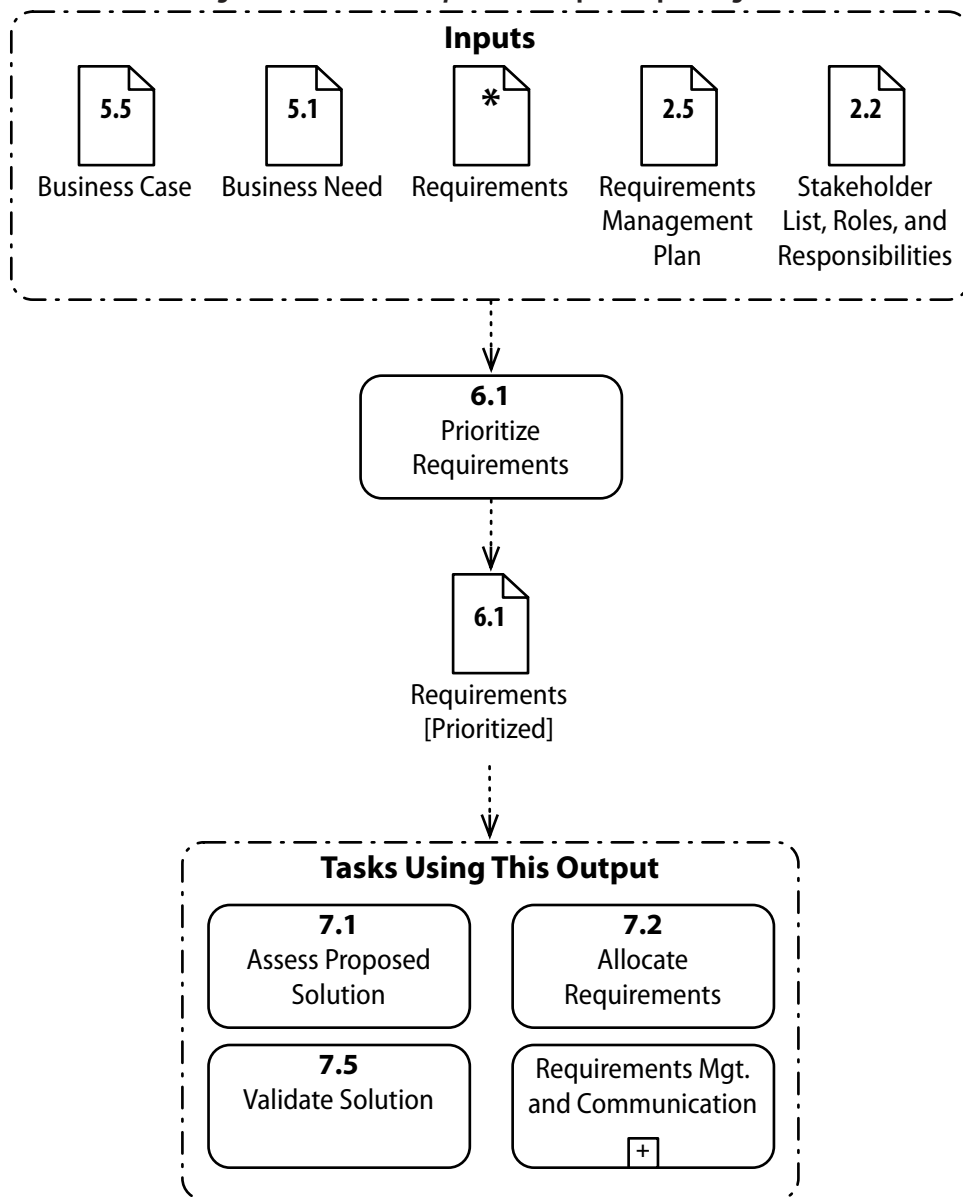 Inputs
5.5
5.1
*
2.5
2.2
Business Case
Business Need
Requirements
Requirements
Management
Plan
Stakeholder
List, Roles, and
Responsibilities
6.1
Prioritize
Requirements
6.1
Requirements
[Prioritized]
Tasks Using This Output
7.1
Assess Proposed
Solution
7.2
Allocate
Requirements
7.5
Validate Solution
Requirements Mgt.
and Communication
+